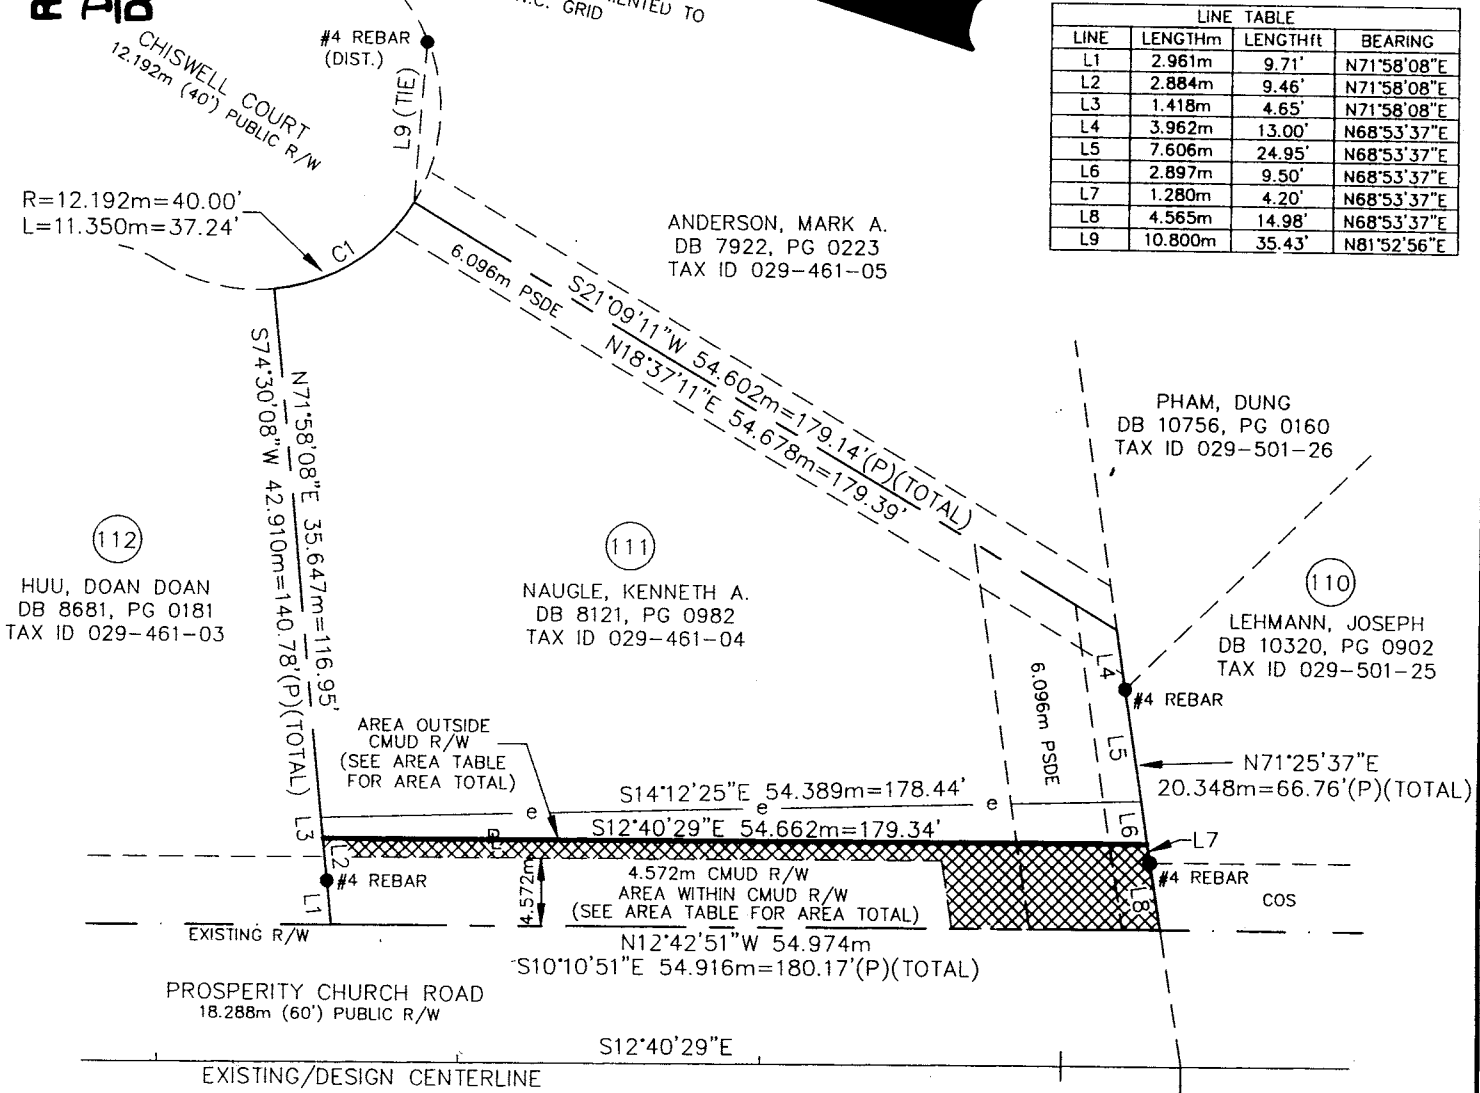 N.C. GRID
#4 REBAR
(DIST.)
CHISWELL COURT
12.192m (40') PUBLIC R/W
L9 (TIE)
R=12.192m=40.00'
L=11.350m=37.24'
C1
LINE TABLE
LINE LENGTHm LENGTHft BEARING
L1 2.961m 9.71' N71°58'08"E
L2 2.884m 9.46' N71°58'08"E
L3 1.418m 4.65' N71°58'08"E
L4 3.962m 13.00' N68°53'37"E
L5 7.606m 24.95' N68°53'37"E
L6 2.897m 9.50' N68°53'37"E
L7 1.280m 4.20' N68°53'37"E
L8 4.565m 14.98' N68°53'37"E
L9 10.800m 35.43' N81°52'56"E
ANDERSON, MARK A.
DB 7922, PG 0223
TAX ID 029-461-05
6.096m PSDE
S21°09'11"W 54.602m=179.14'(P)(TOTAL)
N18°37'11"E 54.678m=179.39'
PHAM, DUNG
DB 10756, PG 0160
TAX ID 029-501-26
S74°30'08"W 42.910m=140.78'(P)(TOTAL)
N71°58'08"E 35.647m=116.95'
112
HUU, DOAN DOAN
DB 8681, PG 0181
TAX ID 029-461-03
111
NAUGLE, KENNETH A.
DB 8121, PG 0982
TAX ID 029-461-04
110
LEHMANN, JOSEPH
DB 10320, PG 0902
TAX ID 029-501-25
L4
#4 REBAR
6.096m PSDE
L5
N71°25'37"E
20.348m=66.76'(P)(TOTAL)
AREA OUTSIDE
CMUD R/W
(SEE AREA TABLE
FOR AREA TOTAL)
S14°12'25"E 54.389m=178.44'
e e e
S12°40'29"E 54.662m=179.34'
L3
L6
L7
L2
#4 REBAR
L1
4.572m
4.572m CMUD R/W
AREA WITHIN CMUD R/W
(SEE AREA TABLE FOR AREA TOTAL)
L8
#4 REBAR
COS
EXISTING R/W
N12°42'51"W 54.974m
S10°10'51"E 54.916m=180.17'(P)(TOTAL)
PROSPERITY CHURCH ROAD
18.288m (60') PUBLIC R/W
S12°40'29"E
EXISTING/DESIGN CENTERLINE